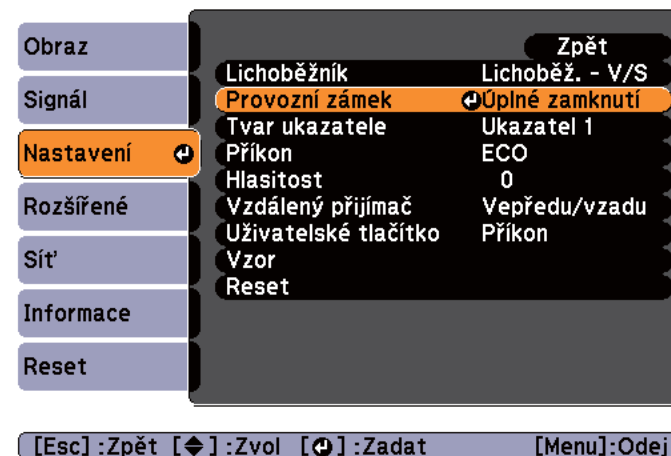 Obraz
Signál
Nastavení
Rozšířené
Síť
Informace
Reset
Zpět
Lichoběžník Lichoběž. - V/S
Provozní zámek Úplné zamknutí
Tvar ukazatele Ukazatel 1
Příkon ECO
Hlasitost 0
Vzdálený přijímač Vepředu/vzadu
Uživatelské tlačítko Příkon
Vzor
Reset
[Esc] :Zpět [◆] :Zvol [↵] :Zadat [Menu]:Odej